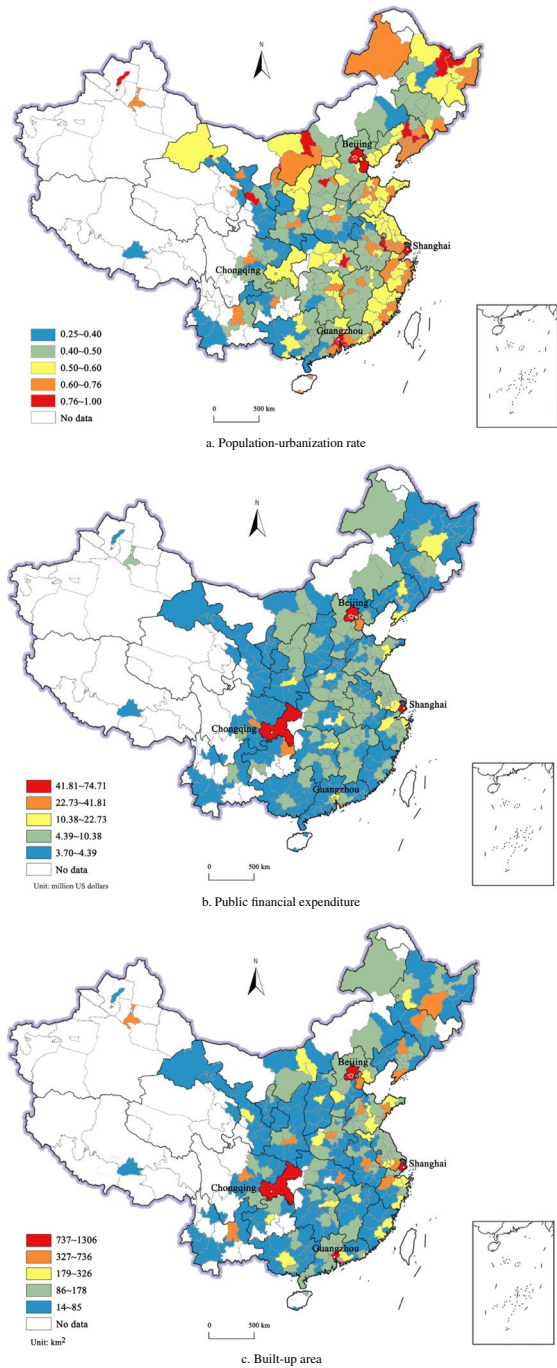 N
Beijing
Shanghai
Chongqing
Guangzhou
0.25~0.40
0.40~0.50
0.50~0.60
0.60~0.76
0.76~1.00
No data
0 500 km
a. Population-urbanization rate
N
Beijing
Shanghai
Chongqing
Guangzhou
41.81~74.71
22.73~41.81
10.38~22.73
4.39~10.38
3.70~4.39
No data
Unit: million US dollars
0 500 km
b. Public financial expenditure
N
Beijing
Shanghai
Chongqing
Guangzhou
737~1306
327~736
179~326
86~178
14~85
No data
Unit: km²
0 500 km
c. Built-up area